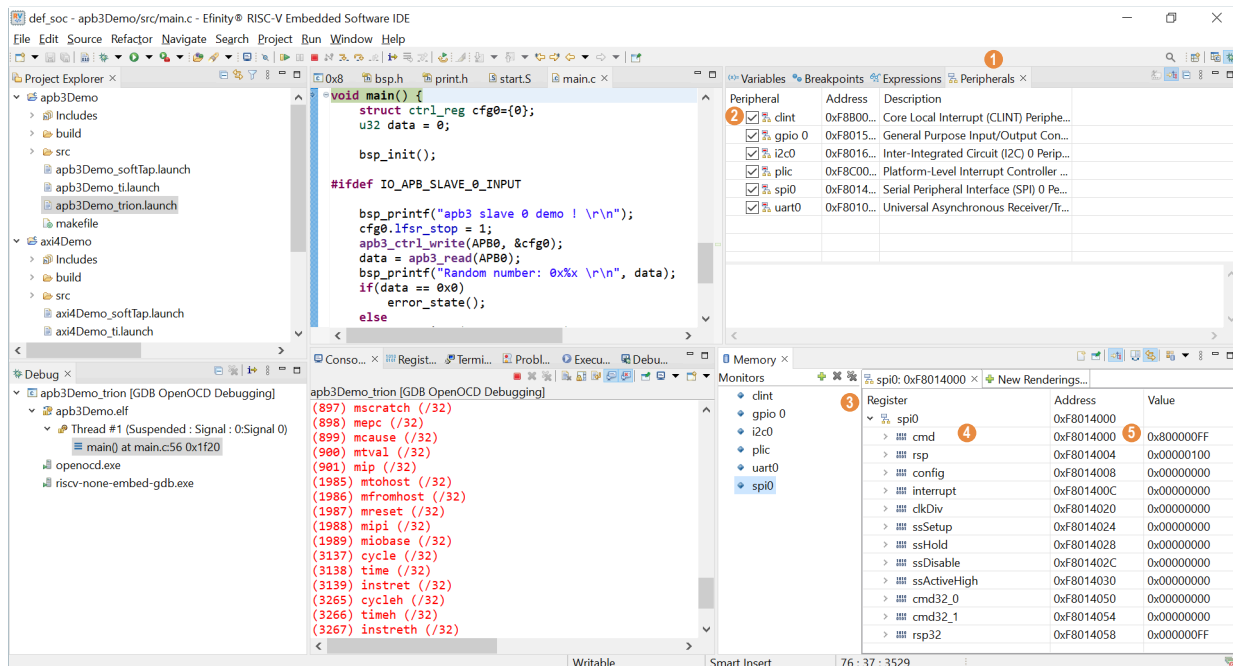 def_soc - apb3Demo/src/main.c - Efinity® RISC-V Embedded Software IDE
File Edit Source Refactor Navigate Search Project Run Window Help
1
Project Explorer
apb3Demo
Includes
build
src
apb3Demo_softTap.launch
apb3Demo_ti.launch
apb3Demo_trion.launch
makefile
axi4Demo
Includes
build
src
axi4Demo_softTap.launch
axi4Demo_ti.launch
0x8 bsp.h print.h start.S main.c
void main() {
struct ctrl_reg cfg0={0};
u32 data = 0;
bsp_init();
#ifdef IO_APB_SLAVE_0_INPUT
bsp_printf("apb3 slave 0 demo ! \r\n");
cfg0.lfsr_stop = 1;
apb3_ctrl_write(APB0, &cfg0);
data = apb3_read(APB0);
bsp_printf("Random number: 0x%x \r\n", data);
if(data == 0x0)
error_state();
else
(x)= Variables Breakpoints Expressions Peripherals
Peripheral Address Description
2 clint 0xF8B00... Core Local Interrupt (CLINT) Periphe...
gpio 0 0xF8015... General Purpose Input/Output Con...
i2c0 0xF8016... Inter-Integrated Circuit (I2C) 0 Perip...
plic 0xF8C00... Platform-Level Interrupt Controller ...
spi0 0xF8014... Serial Peripheral Interface (SPI) 0 Pe...
uart0 0xF8010... Universal Asynchronous Receiver/Tr...
Debug
apb3Demo_trion [GDB OpenOCD Debugging]
apb3Demo.elf
Thread #1 (Suspended : Signal : 0:Signal 0)
main() at main.c:56 0x1f20
openocd.exe
riscv-none-embed-gdb.exe
Conso... Regist... Termi... Probl... Execu... Debu...
apb3Demo_trion [GDB OpenOCD Debugging]
(897) mscratch (/32)
(898) mepc (/32)
(899) mcause (/32)
(900) mtval (/32)
(901) mip (/32)
(1985) mtohost (/32)
(1986) mfromhost (/32)
(1987) mreset (/32)
(1988) mipi (/32)
(1989) miobase (/32)
(3137) cycle (/32)
(3138) time (/32)
(3139) instret (/32)
(3265) cycleh (/32)
(3266) timeh (/32)
(3267) instreth (/32)
Memory
Monitors
clint
gpio 0
i2c0
plic
uart0
spi0
3
spi0: 0xF8014000 New Renderings...
Register Address Value
spi0 0xF8014000
cmd 4 0xF8014000 5 0x800000FF
rsp 0xF8014004 0x00000100
config 0xF8014008 0x00000000
interrupt 0xF801400C 0x00000000
clkDiv 0xF8014020 0x00000000
ssSetup 0xF8014024 0x00000000
ssHold 0xF8014028 0x00000000
ssDisable 0xF801402C 0x00000000
ssActiveHigh 0xF8014030 0x00000000
cmd32_0 0xF8014050 0x00000000
cmd32_1 0xF8014054 0x00000000
rsp32 0xF8014058 0x000000FF
Writable Smart Insert 76 : 37 : 3529